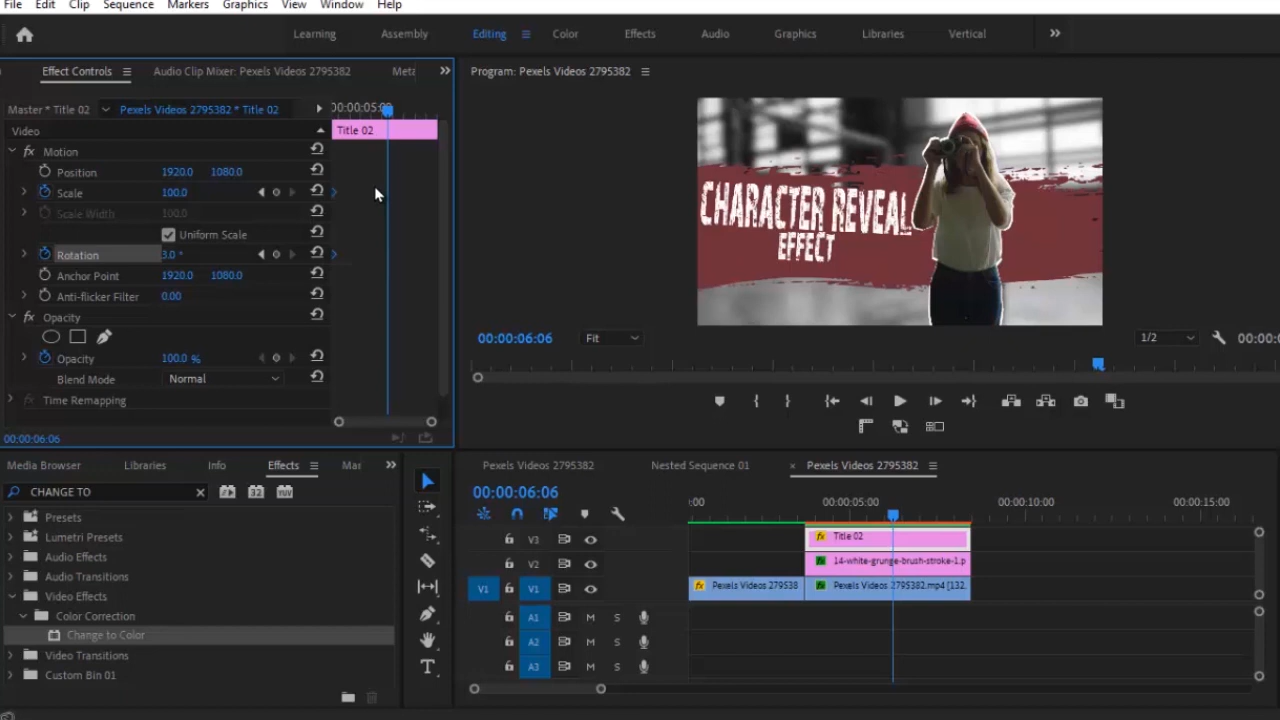 File Edit Clip Sequence Markers Graphics View Window Help
Learning Assembly Editing Color Effects Audio Graphics Libraries Vertical
Effect Controls Audio Clip Mixer: Pexels Videos 2795382 Meta
Program: Pexels Videos 2795382
Master * Title 02 Pexels Videos 2795382 * Title 02
Video
Title 02
fx Motion
Position 1920.0 1080.0
Scale 100.0
Scale Width 100.0
Uniform Scale
Rotation 3.0 °
Anchor Point 1920.0 1080.0
Anti-flicker Filter 0.00
fx Opacity
Opacity 100.0 %
Blend Mode Normal
fx Time Remapping
00:00:06:06
CHARACTER REVEAL
EFFECT
00:00:06:06 Fit 1/2 00:00:
Media Browser Libraries Info Effects Mar
CHANGE TO 32 YUV
Presets
Lumetri Presets
Audio Effects
Audio Transitions
Video Effects
Color Correction
Change to Color
Video Transitions
Custom Bin 01
Pexels Videos 2795382 Nested Sequence 01 × Pexels Videos 2795382
00:00:06:06 :00 00:00:05:00 00:00:10:00 00:00:15:00
V3 fx Title 02
V2 fx 14-white-grunge-brush-stroke-1.p
V1 V1 fx Pexels Videos 279538 fx Pexels Videos 2795382.mp4 [132.
A1 M S
A2 M S
A3 M S